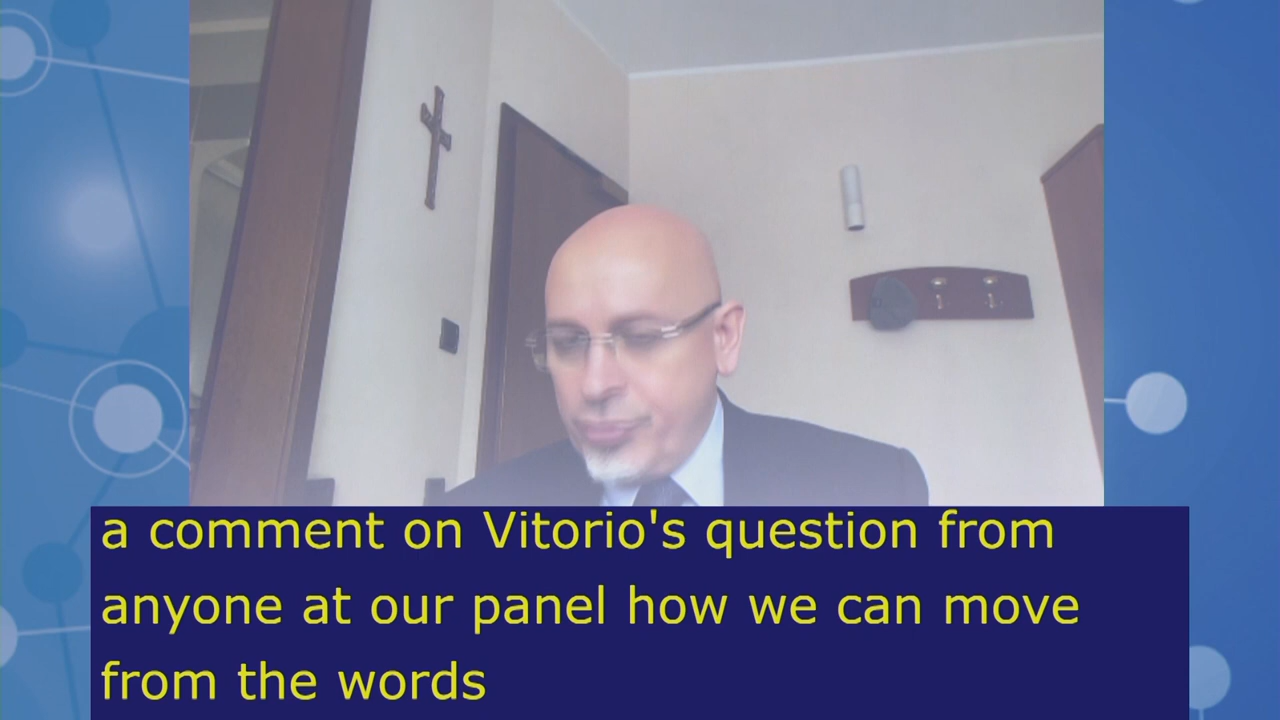 a comment on Vitorio's question from
anyone at our panel how we can move
from the words